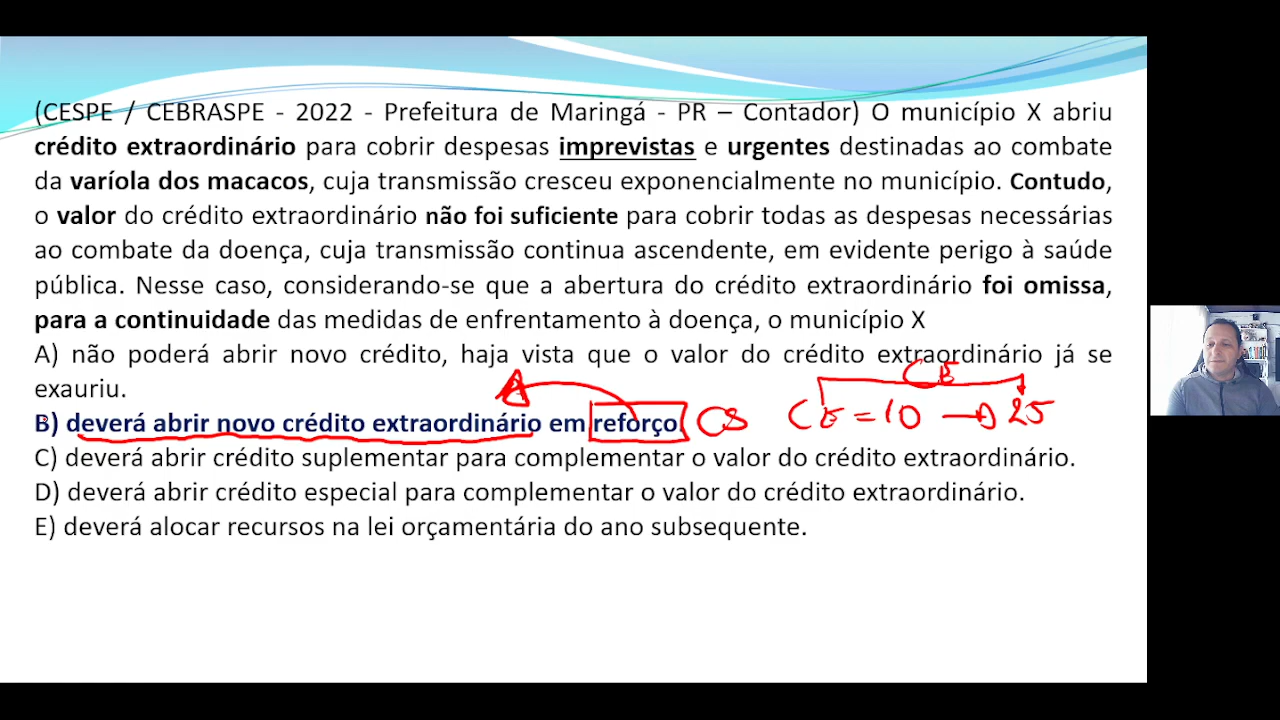 (CESPE / CEBRASPE - 2022 - Prefeitura de Maringá - PR – Contador) O município X abriu
crédito extraordinário para cobrir despesas imprevistas e urgentes destinadas ao combate
da varíola dos macacos, cuja transmissão cresceu exponencialmente no município. Contudo,
o valor do crédito extraordinário não foi suficiente para cobrir todas as despesas necessárias
ao combate da doença, cuja transmissão continua ascendente, em evidente perigo à saúde
pública. Nesse caso, considerando-se que a abertura do crédito extraordinário foi omissa,
para a continuidade das medidas de enfrentamento à doença, o município X
A) não poderá abrir novo crédito, haja vista que o valor do crédito extraordinário já se
exauriu.
CE
B) deverá abrir novo crédito extraordinário em reforço. CS CE = 10 → 25
C) deverá abrir crédito suplementar para complementar o valor do crédito extraordinário.
D) deverá abrir crédito especial para complementar o valor do crédito extraordinário.
E) deverá alocar recursos na lei orçamentária do ano subsequente.